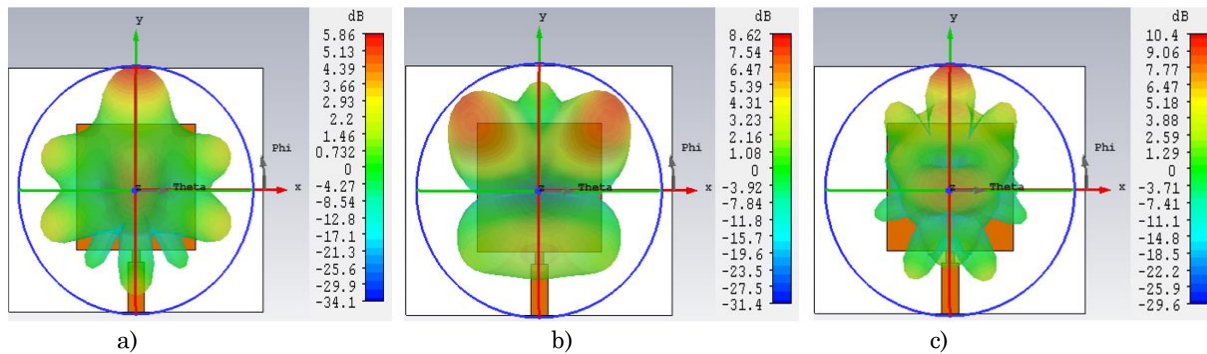 y
dB
5.86
5.13
4.39
3.66
2.93
2.2
1.46
0.732
0
-4.27
-8.54
-12.8
-17.1
-21.3
-25.6
-29.9
-34.1
Phi
Theta
x
z
a)
y
dB
8.62
7.54
6.47
5.39
4.31
3.23
2.16
1.08
0
-3.92
-7.84
-11.8
-15.7
-19.6
-23.5
-27.5
-31.4
Phi
Theta
x
z
b)
y
dB
10.4
9.06
7.77
6.47
5.18
3.88
2.59
1.29
0
-3.71
-7.41
-11.1
-14.8
-18.5
-22.2
-25.9
-29.6
Phi
Theta
x
z
c)